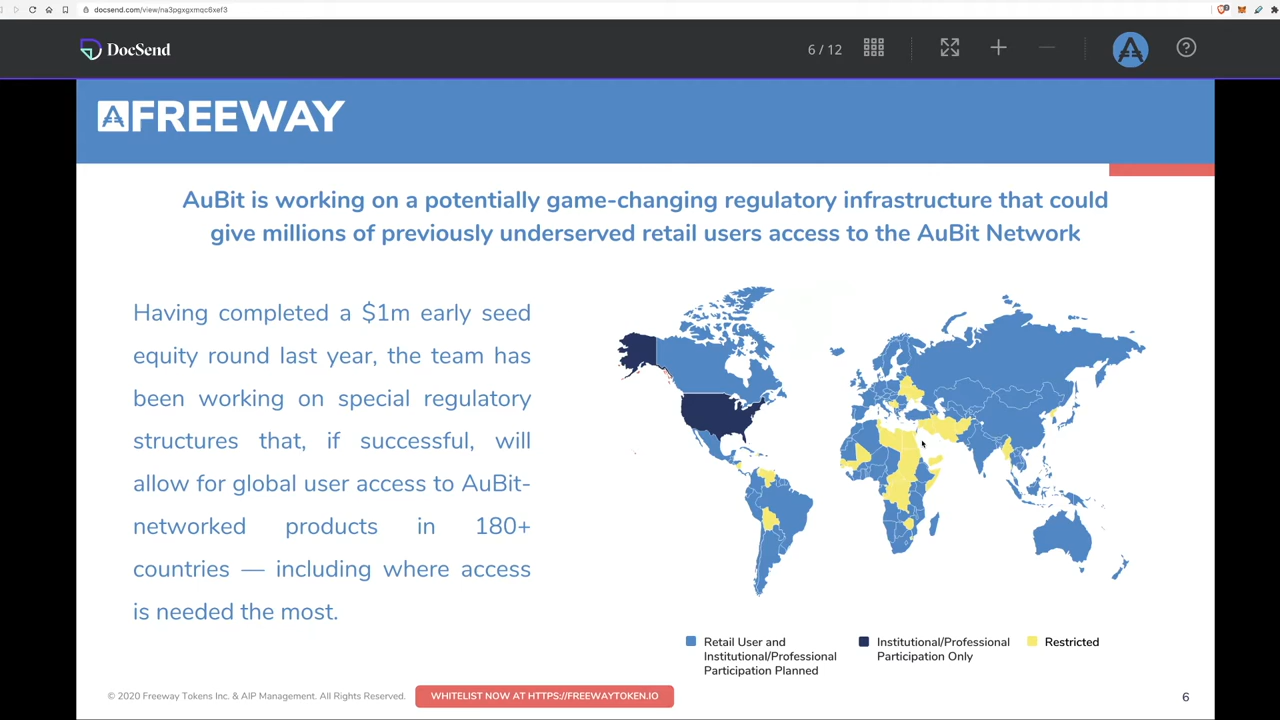 docsend.com/view/na3pgxgxmqc6xef3
DocSend
6 / 12
FREEWAY
AuBit is working on a potentially game-changing regulatory infrastructure that could
give millions of previously underserved retail users access to the AuBit Network
Having completed a $1m early seed
equity round last year, the team has
been working on special regulatory
structures that, if successful, will
allow for global user access to AuBit-
networked products in 180+
countries — including where access
is needed the most.
Retail User and
Institutional/Professional
Participation Planned
Institutional/Professional
Participation Only
Restricted
© 2020 Freeway Tokens Inc. & AIP Management. All Rights Reserved.
WHITELIST NOW AT HTTPS://FREEWAYTOKEN.IO
6